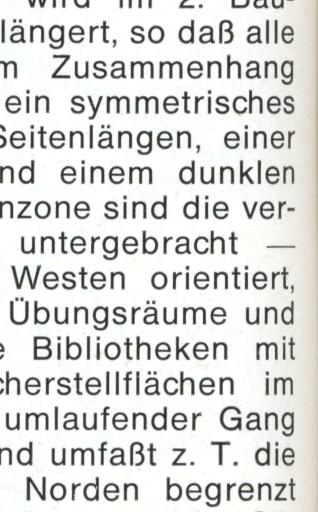 wird im 2. Bau-
längert, so daß alle
m Zusammenhang
ein symmetrisches
Seitenlängen, einer
nd einem dunklen
nzone sind die ver-
untergebracht —
Westen orientiert,
Übungsräume und
e Bibliotheken mit
cherstellflächen im
umlaufender Gang
nd umfaßt z. T. die
Norden begrenzt